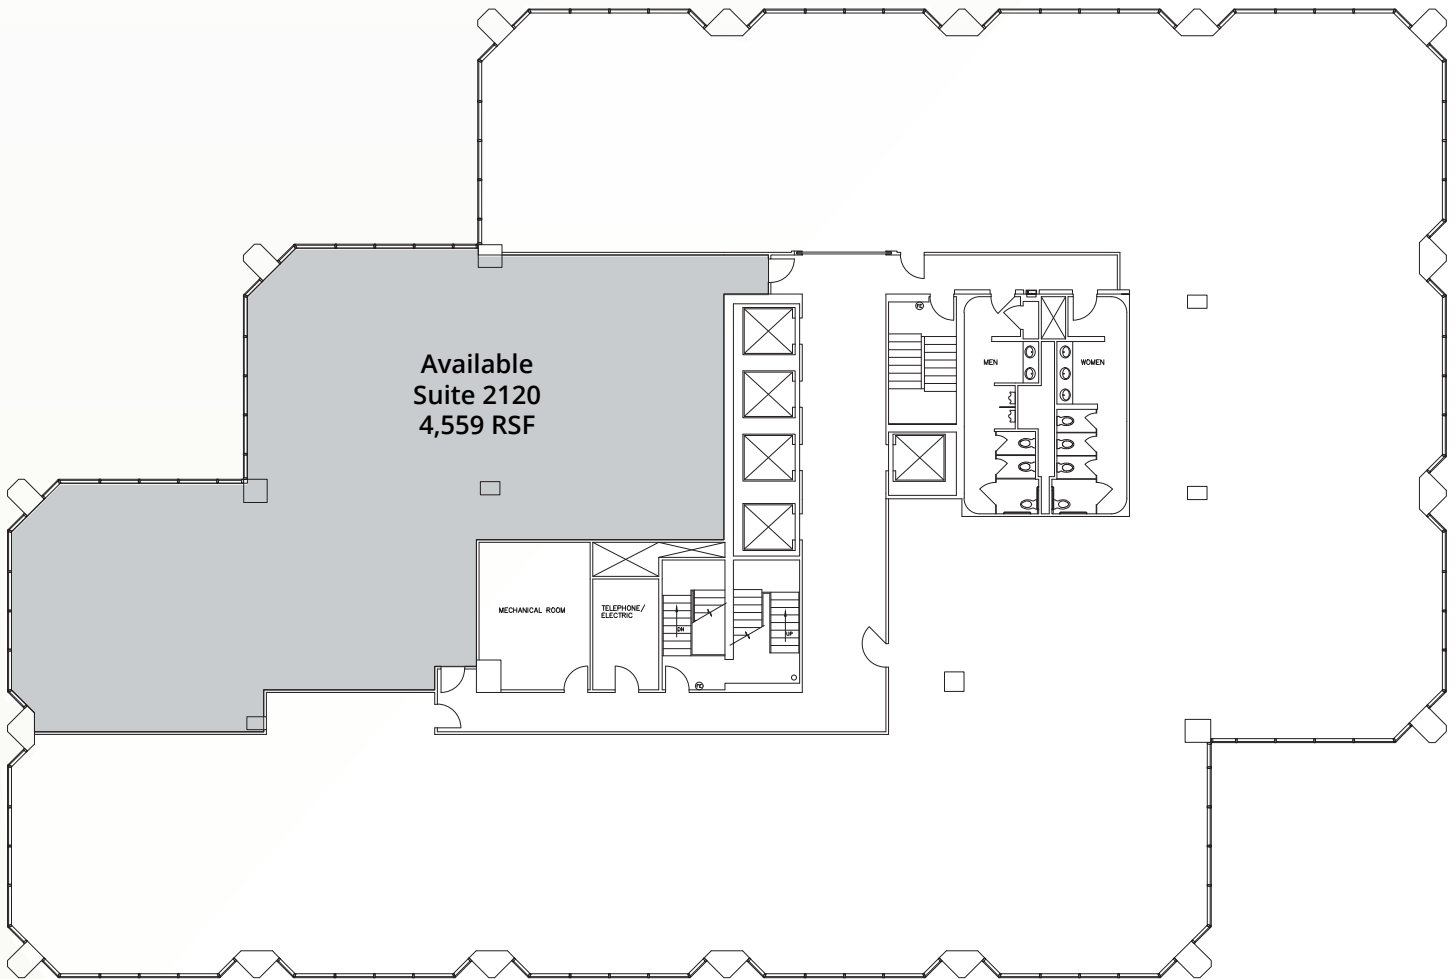 Available
Suite 2120
4,559 RSF
MEN
WOMEN
MECHANICAL ROOM
TELEPHONE/
ELECTRIC
DN
UP